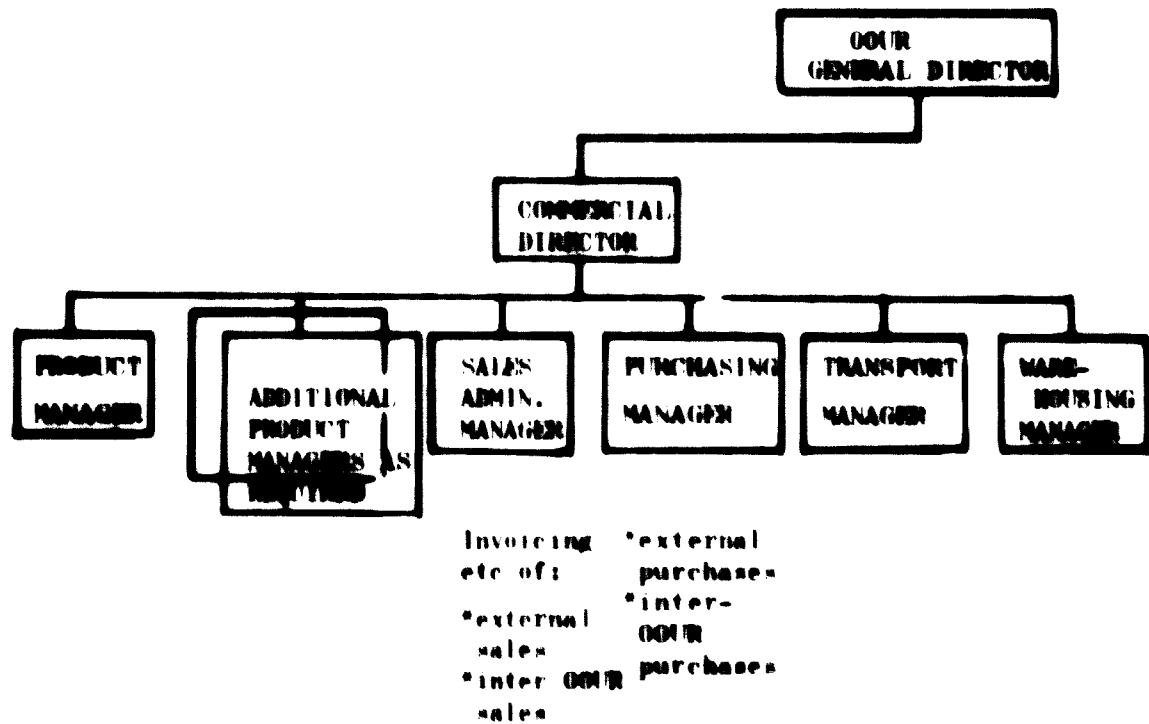 OOUR
GENERAL DIRECTOR
COMMERCIAL
DIRECTOR
PRODUCT
MANAGER
ADDITIONAL
PRODUCT
MANAGERS AS
SALES
ADMIN.
MANAGER
PURCHASING
MANAGER
TRANSPORT
MANAGER
WARE-
HOUSING
MANAGER
Invoicing
etc of:
*external
sales
*inter OOUR
sales
*external
purchases
*inter-
OOUR
purchases